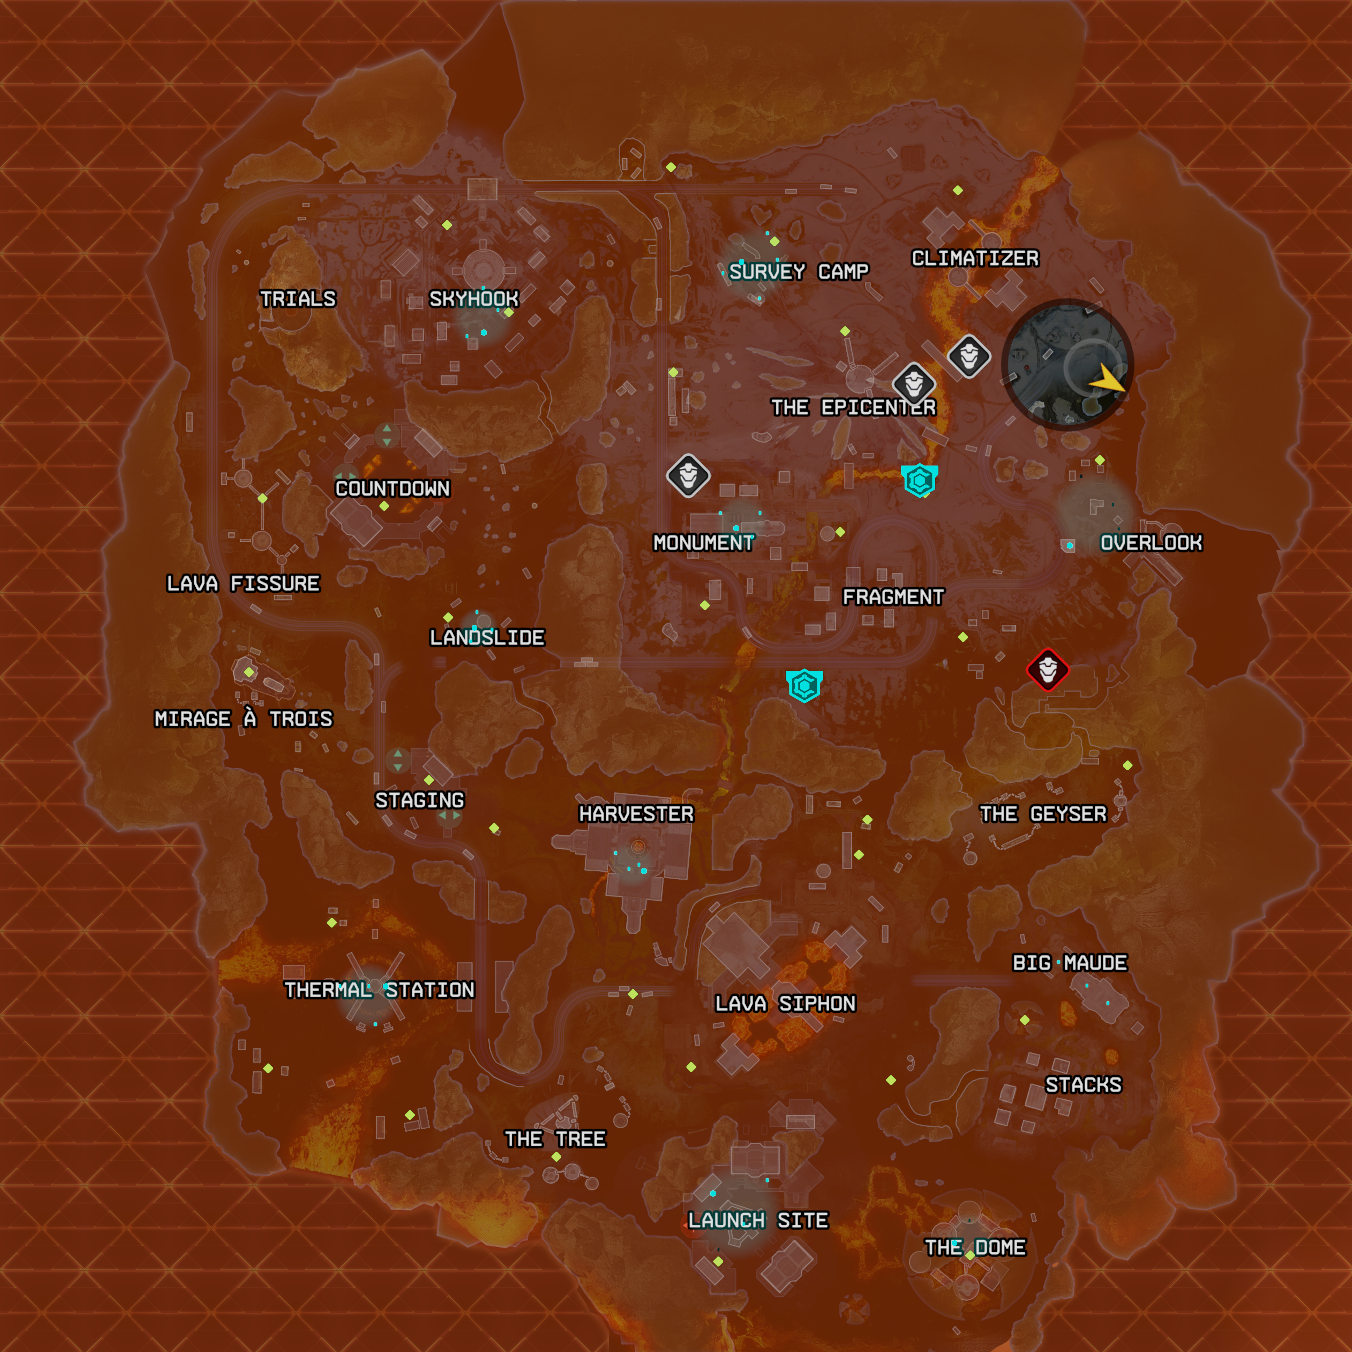 CLIMATIZER
SURVEY CAMP
TRIALS
SKYHOOK
THE EPICENTER
COUNTDOWN
MONUMENT
OVERLOOK
LAVA FISSURE
FRAGMENT
LANDSLIDE
MIRAGE À TROIS
STAGING
HARVESTER
THE GEYSER
BIG MAUDE
THERMAL STATION
LAVA SIPHON
STACKS
THE TREE
LAUNCH SITE
THE DOME